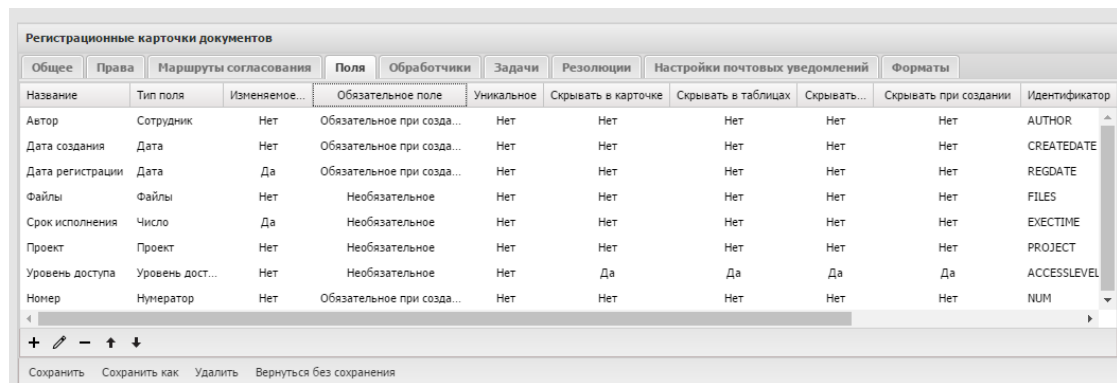 Регистрационные карточки документов
Общее Права Маршруты согласования Поля Обработчики Задачи Резолюции Настройки почтовых уведомлений Форматы
Название Тип поля Изменяемое... Обязательное поле Уникальное Скрывать в карточке Скрывать в таблицах Скрывать... Скрывать при создании Идентификатор
Автор Сотрудник Нет Обязательное при созда... Нет Нет Нет Нет Нет AUTHOR
Дата создания Дата Нет Обязательное при созда... Нет Нет Нет Нет Нет CREATEDATE
Дата регистрации Дата Да Обязательное при созда... Нет Нет Нет Нет Нет REGDATE
Файлы Файлы Нет Необязательное Нет Нет Нет Нет Нет FILES
Срок исполнения Число Да Необязательное Нет Нет Нет Нет Нет EXECTIME
Проект Проект Нет Необязательное Нет Нет Нет Нет Нет PROJECT
Уровень доступа Уровень дост... Нет Необязательное Нет Да Да Да Да ACCESSLEVEL
Номер Нумератор Нет Обязательное при созда... Нет Нет Нет Нет Нет NUM
Сохранить Сохранить как Удалить Вернуться без сохранения